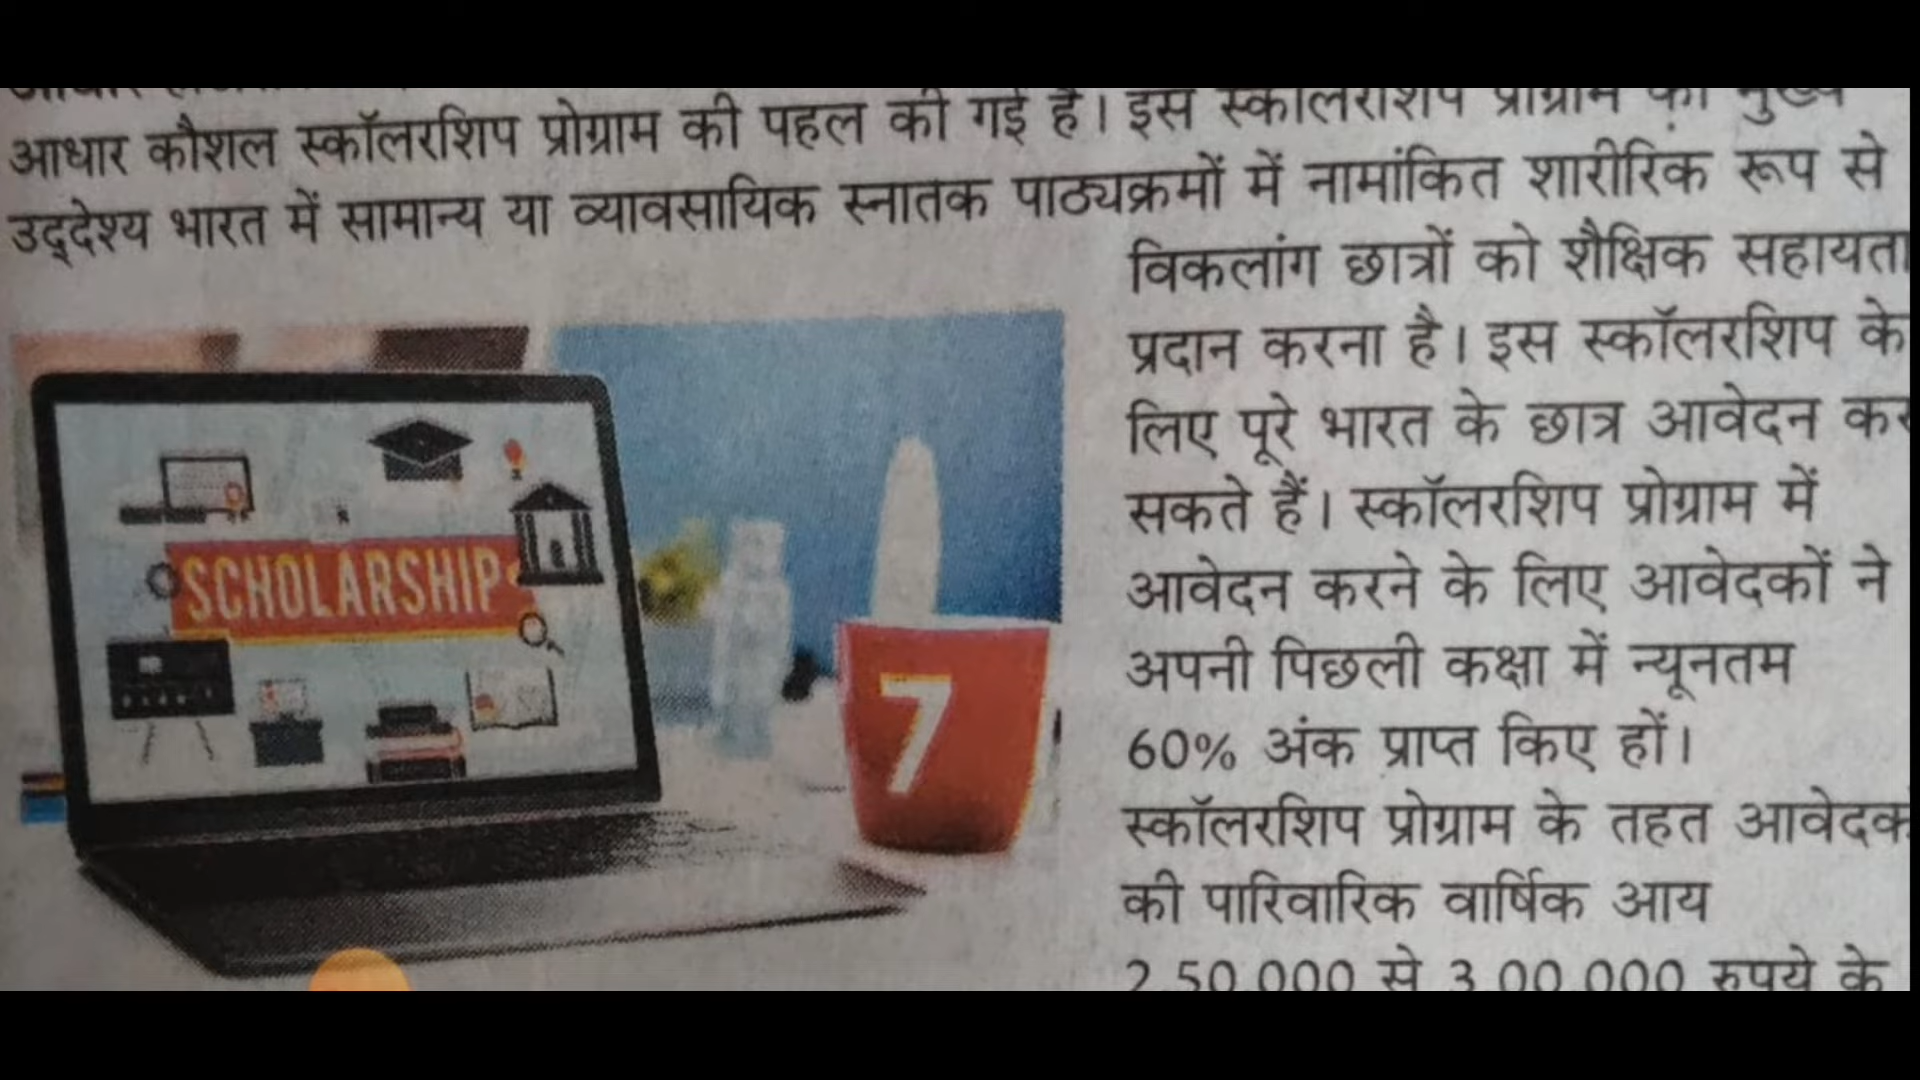 आधार
आधार कौशल स्कॉलरशिप प्रोग्राम की पहल की गई है। इस स्कॉलरशिप प्रोग्राम का मुख्य
उद्देश्य भारत में सामान्य या व्यावसायिक स्नातक पाठ्यक्रमों में नामांकित शारीरिक रूप से
विकलांग छात्रों को शैक्षिक सहायता
प्रदान करना है। इस स्कॉलरशिप के
लिए पूरे भारत के छात्र आवेदन कर
सकते हैं। स्कॉलरशिप प्रोग्राम में
आवेदन करने के लिए आवेदकों ने
अपनी पिछली कक्षा में न्यूनतम
60% अंक प्राप्त किए हों।
स्कॉलरशिप प्रोग्राम के तहत आवेदक
की पारिवारिक वार्षिक आय
2,50,000 से 3,00,000 रुपये के
SCHOLARSHIP
7